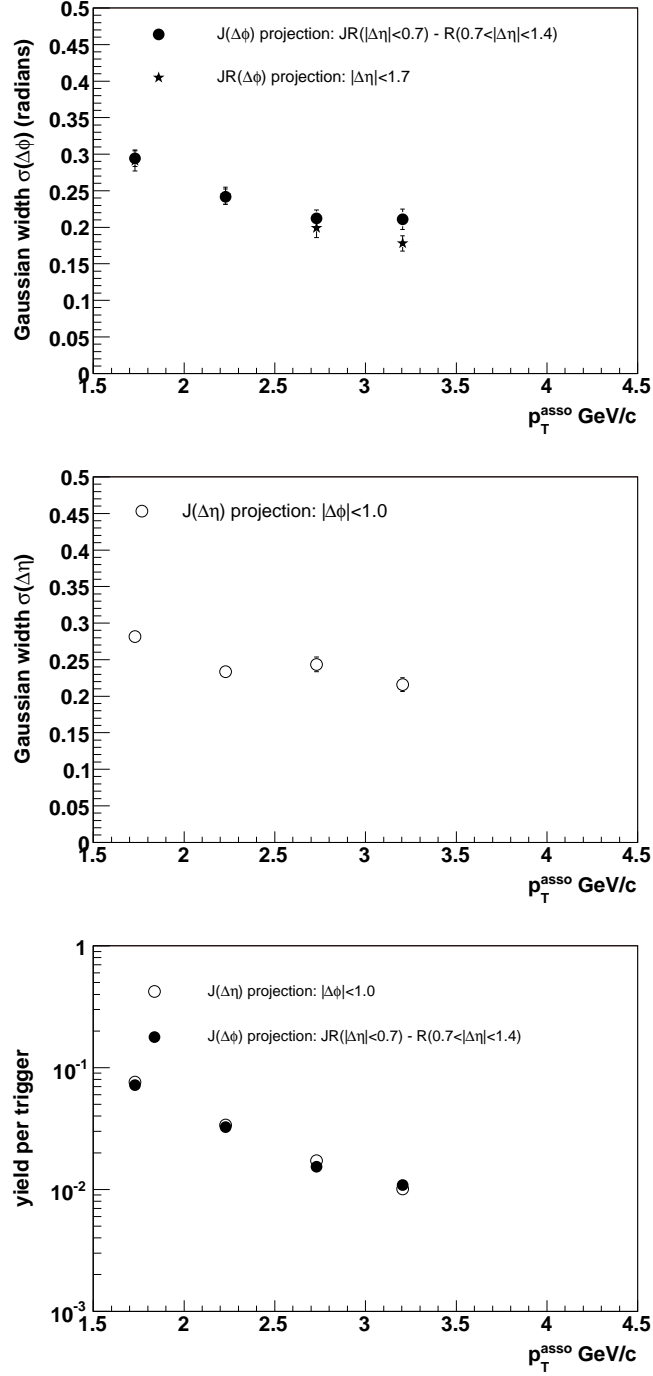 0.5
J(Δϕ) projection: JR(|Δη|<0.7) - R(0.7<|Δη|<1.4)
0.45
JR(Δϕ) projection: |Δη|<1.7
0.4
0.35
0.3
0.25
0.2
0.15
0.1
0.05
0
Gaussian width σ(Δϕ) (radians)
1.5 2 2.5 3 3.5 4 4.5
p_T^asso GeV/c
0.5
J(Δη) projection: |Δϕ|<1.0
0.45
0.4
0.35
0.3
0.25
0.2
0.15
0.1
0.05
0
Gaussian width σ(Δη)
1.5 2 2.5 3 3.5 4 4.5
p_T^asso GeV/c
1
J(Δη) projection: |Δϕ|<1.0
J(Δϕ) projection: JR(|Δη|<0.7) - R(0.7<|Δη|<1.4)
10^-1
10^-2
10^-3
yield per trigger
1.5 2 2.5 3 3.5 4 4.5
p_T^asso GeV/c